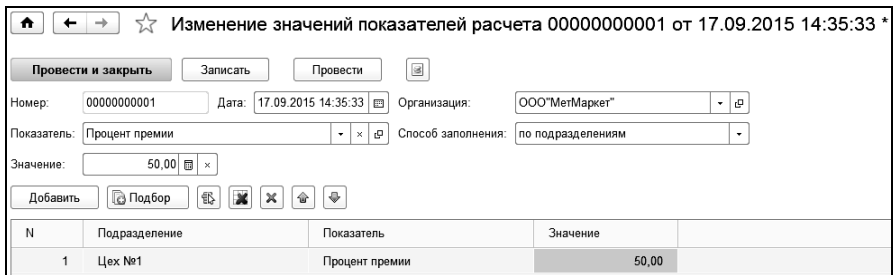 Изменение значений показателей расчета 00000000001 от 17.09.2015 14:35:33 *
Провести и закрыть Записать Провести
Номер: 00000000001 Дата: 17.09.2015 14:35:33 Организация: ООО"МетМаркет"
Показатель: Процент премии Способ заполнения: по подразделениям
Значение: 50,00
Добавить Подбор
N Подразделение Показатель Значение
1 Цех №1 Процент премии 50,00